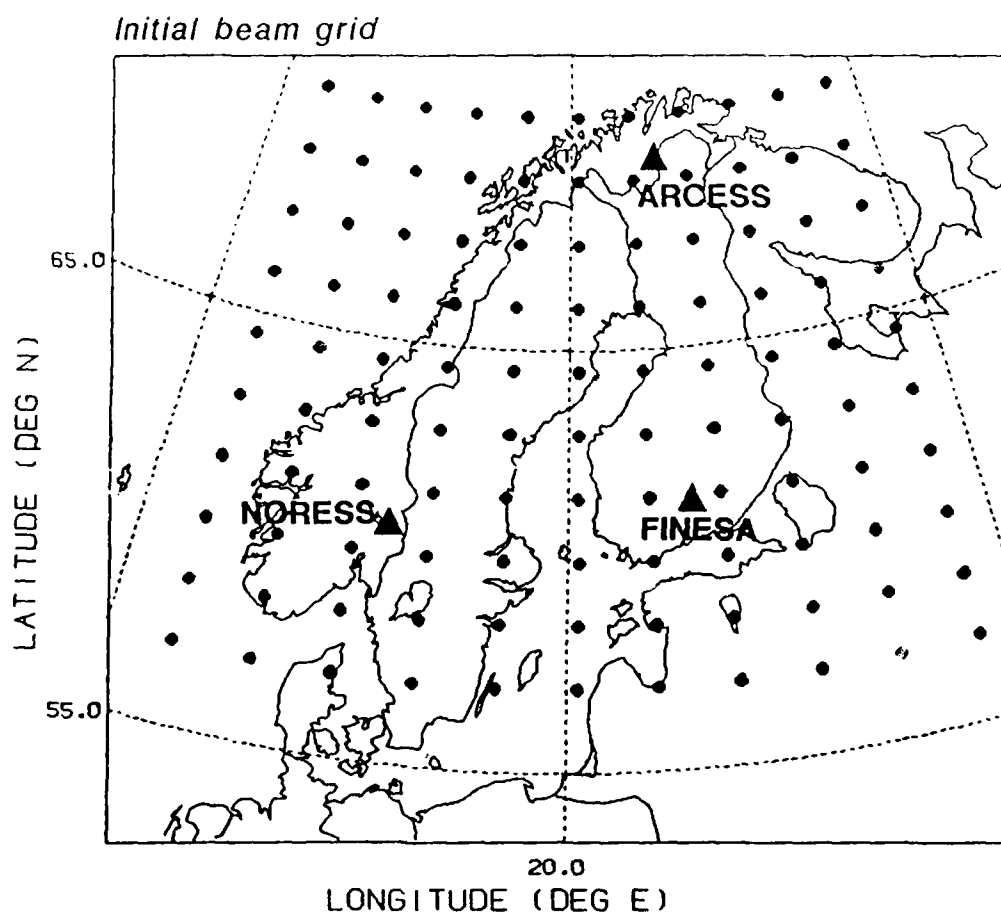 Initial beam grid
ARCESS
65.0
NORESS
FINESA
55.0
20.0
LATITUDE (DEG N)
LONGITUDE (DEG E)